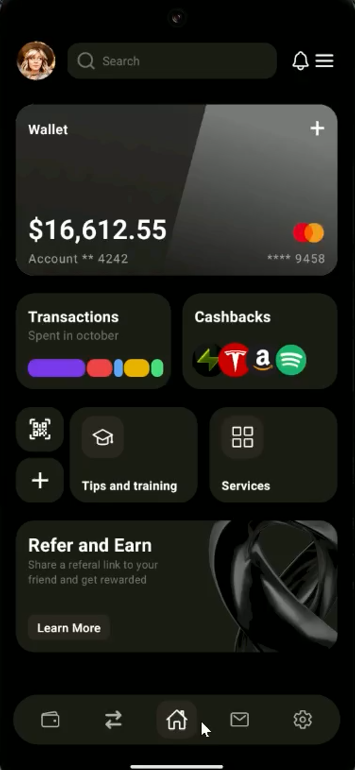 Search
Wallet
$16,612.55
Account ** 4242
**** 9458
Transactions
Spent in october
Cashbacks
Tips and training
Services
Refer and Earn
Share a referal link to your
friend and get rewarded
Learn More